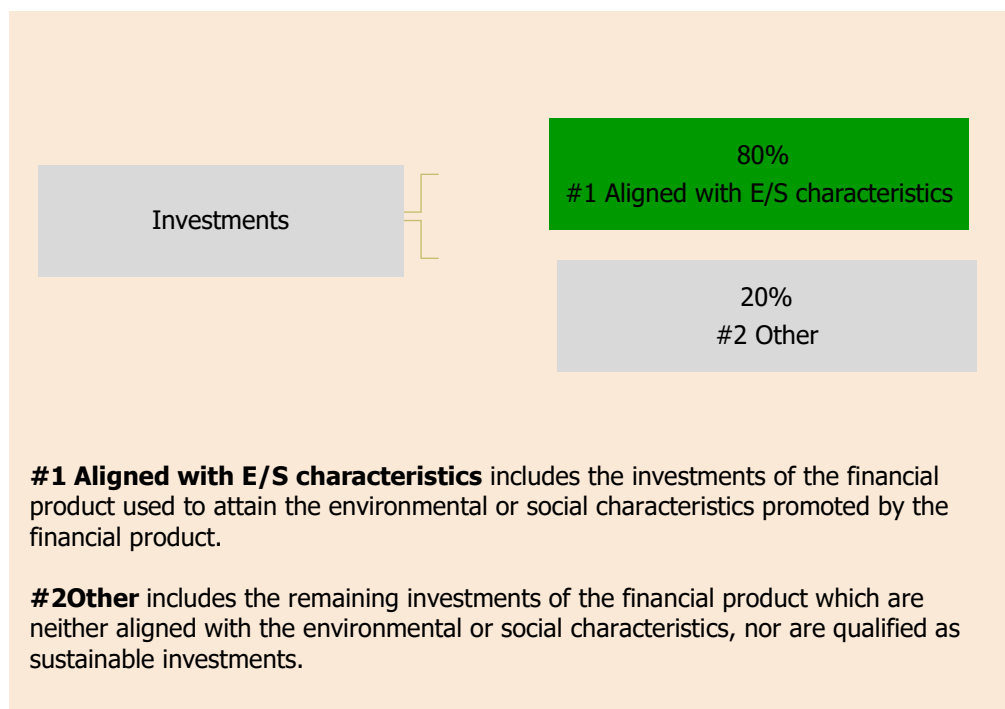 80%
#1 Aligned with E/S characteristics
Investments
20%
#2 Other
#1 Aligned with E/S characteristics includes the investments of the financial
product used to attain the environmental or social characteristics promoted by the
financial product.
#2Other includes the remaining investments of the financial product which are
neither aligned with the environmental or social characteristics, nor are qualified as
sustainable investments.